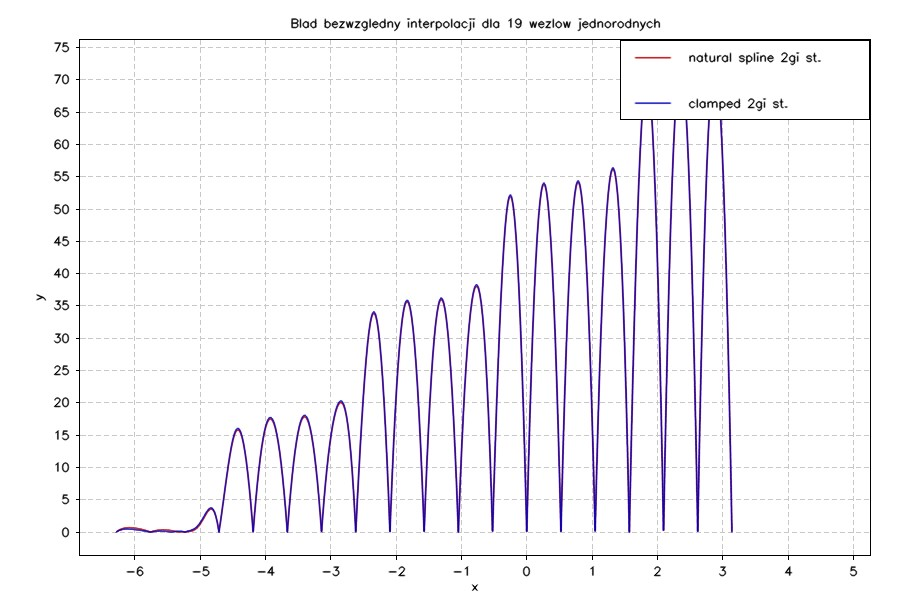 Blad bezwzgledny interpolacji dla 19 wezlow jednorodnych
natural spline 2gi st.
clamped 2gi st.
75
70
65
60
55
50
45
40
35
30
25
20
15
10
5
0
y
−6 −5 −4 −3 −2 −1 0 1 2 3 4 5
x